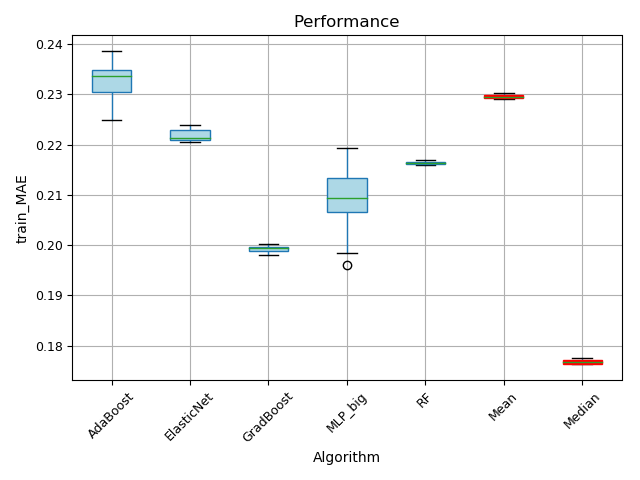 Performance
train_MAE
0.24
0.23
0.22
0.21
0.20
0.19
0.18
AdaBoost
ElasticNet
GradBoost
MLP_big
RF
Mean
Median
Algorithm